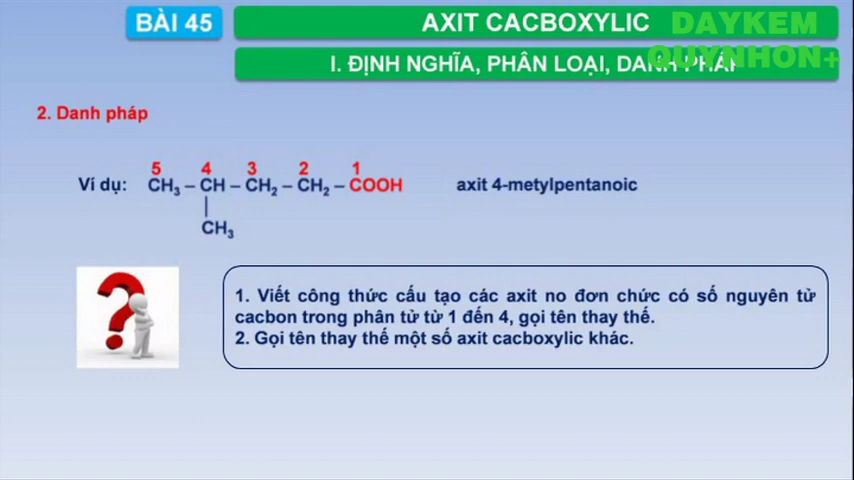 BÀI 45
AXIT CACBOXYLIC
DAYKEM
QUYNHON+
I. ĐỊNH NGHĨA, PHÂN LOẠI, DANH PHÁP
2. Danh pháp
5 4 3 2 1
Ví dụ: CH₃ – CH – CH₂ – CH₂ – COOH axit 4-metylpentanoic
CH₃
1. Viết công thức cấu tạo các axit no đơn chức có số nguyên tử
cacbon trong phân tử từ 1 đến 4, gọi tên thay thế.
2. Gọi tên thay thế một số axit cacboxylic khác.